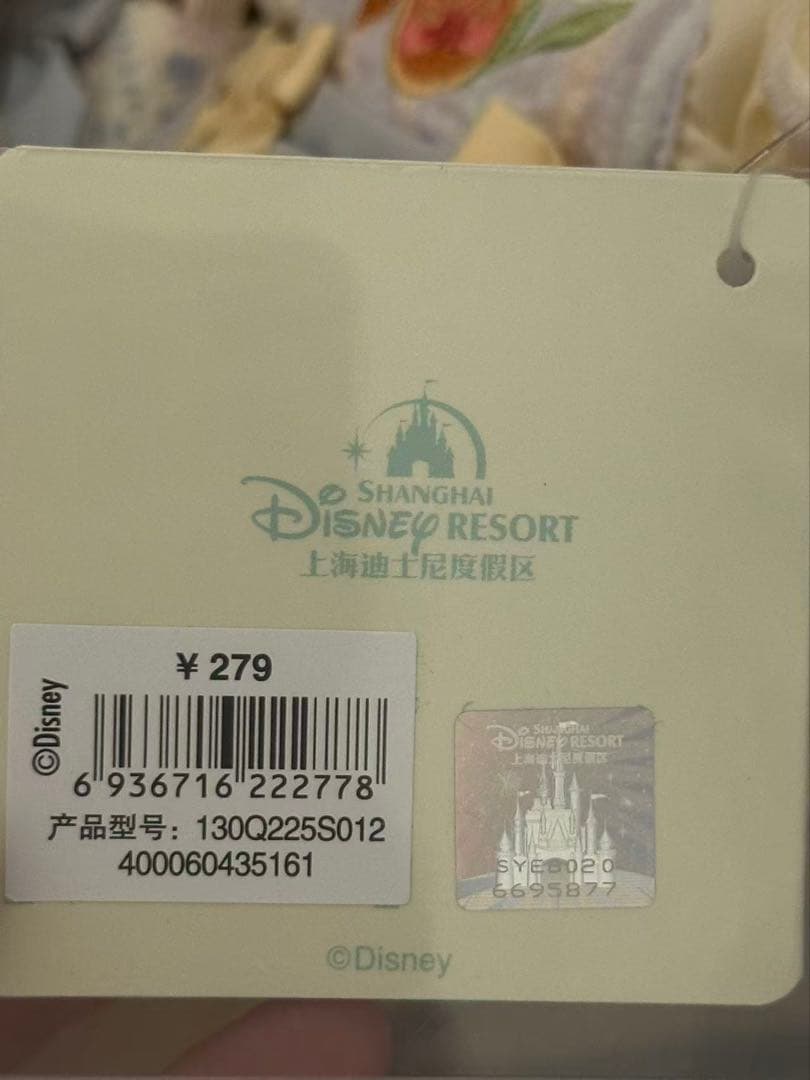 SHANGHAI
Disney RESORT
上海迪士尼度假区
¥ 279
©Disney
6 936716 222778
产品型号：130Q225S012
400060435161
SHANGHAI
Disney RESORT
上海迪士尼度假区
SYE8020
6695877
©Disney